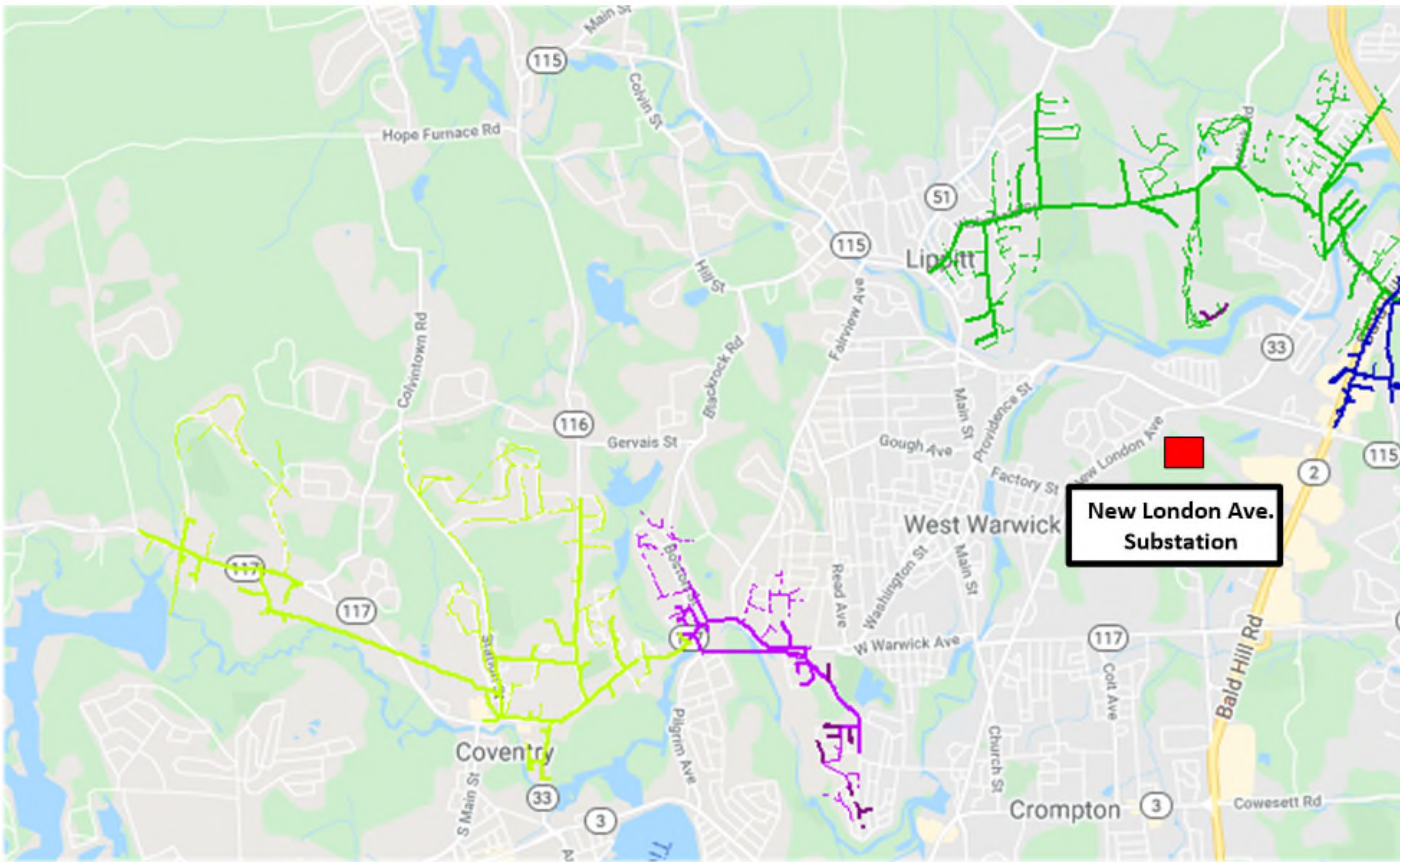 Main St
115
Colvin St
Hope Furnace Rd
51
115
Lippitt
Hill St
Fairview Ave
33
Colvintown Rd
Blackrock Rd
116
Gervais St
Main St
Providence St
Gough Ave
New London Ave
Factory St
115
2
New London Ave.
Substation
West Warwick
Boston St
117
117
Read Ave
Washington St
Main St
W Warwick Ave
117
Colt Ave
Bald Hill Rd
Pilgrim Ave
Church St
Coventry
S Main St
33
3
Crompton
3
Cowesett Rd